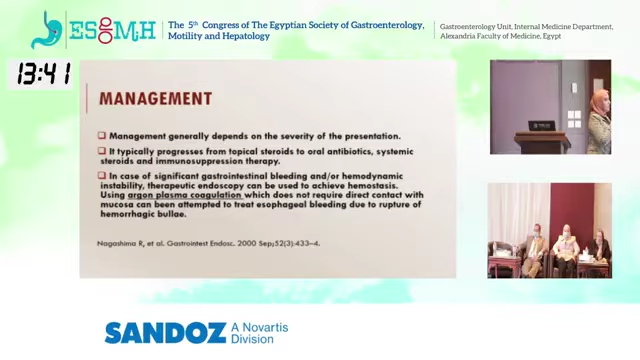 ESGMH
The 5th Congress of The Egyptian Society of Gastroenterology,
Motility and Hepatology
Gastroenterology Unit, Internal Medicine Department,
Alexandria Faculty of Medicine, Egypt
13:41
MANAGEMENT
❑ Management generally depends on the severity of the presentation.
❑ It typically progresses from topical steroids to oral antibiotics, systemic
steroids and immunosuppression therapy.
❑ In case of significant gastrointestinal bleeding and/or hemodynamic
instability, therapeutic endoscopy can be used to achieve hemostasis.
Using argon plasma coagulation which does not require direct contact with
mucosa can been attempted to treat esophageal bleeding due to rupture of
hemorrhagic bullae.
Nagashima R, et al. Gastrointest Endosc. 2000 Sep;52(3):433–4.
SANDOZ A Novartis
Division